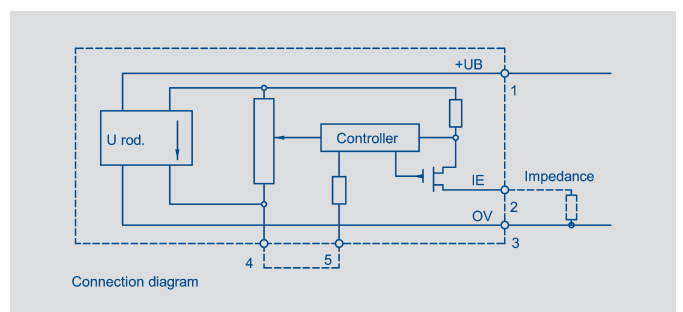 +UB
1
U rod.
Controller
IE
Impedance
2
OV
3
4
5
Connection diagram